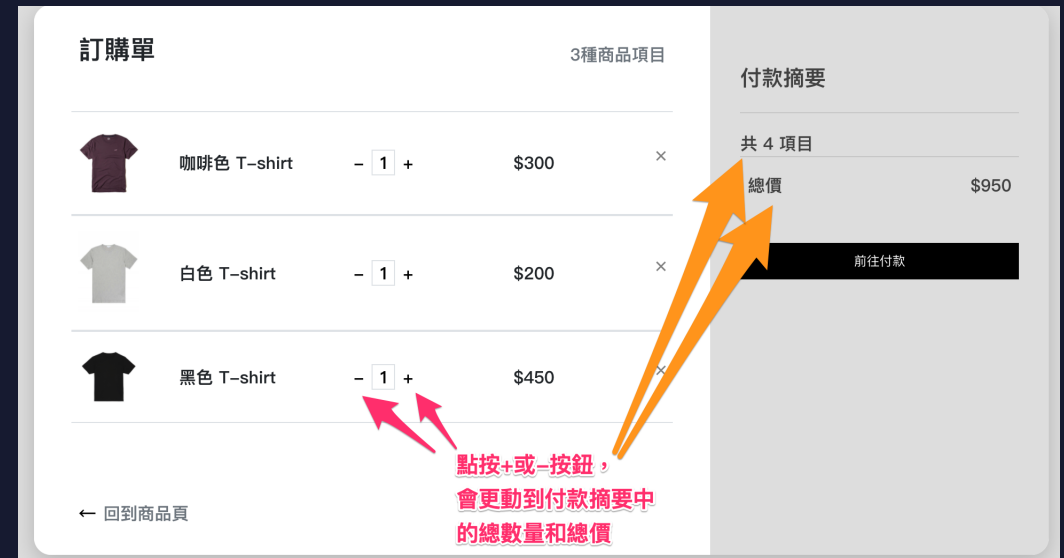 訂購單
3種商品項目
咖啡色 T-shirt
- 1 +
$300
×
白色 T-shirt
- 1 +
$200
×
黑色 T-shirt
- 1 +
$450
×
← 回到商品頁
付款摘要
共 4 項目
總價
$950
前往付款
點按+或-按鈕，
會更動到付款摘要中
的總數量和總價